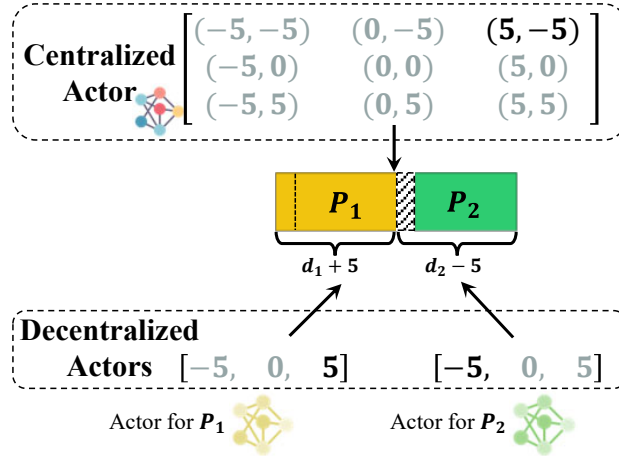 Centralized Actor
(−5, −5) (0, −5) (5, −5)
(−5, 0) (0, 0) (5, 0)
(−5, 5) (0, 5) (5, 5)
P₁ P₂
d₁ + 5 d₂ − 5
Decentralized
Actors [−5, 0, 5] [−5, 0, 5]
Actor for P₁ Actor for P₂